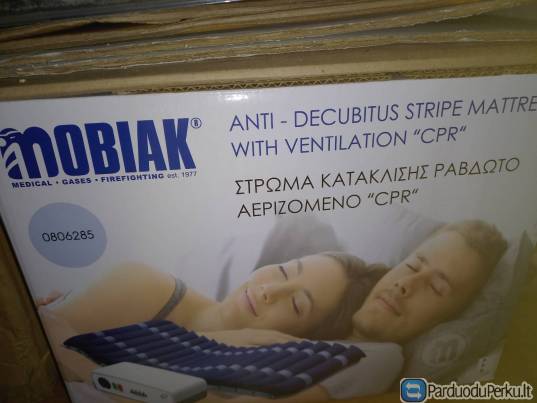 MOBIAK®
MEDICAL • GASES • FIREFIGHTING est. 1977
ANTI - DECUBITUS STRIPE MATTRE
WITH VENTILATION "CPR"
ΣΤΡΩΜΑ ΚΑΤΑΚΛΙΣΗΣ ΡΑΒΔΩΤΟ
ΑΕΡΙΖΟΜΕΝΟ "CPR"
0806285
ParduoduPerku.lt